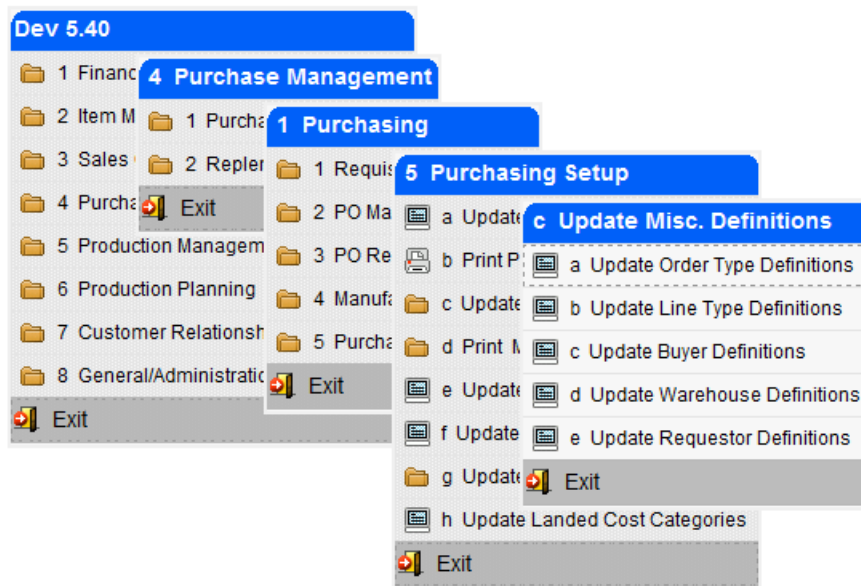 Dev 5.40
1 Financ
2 Item M
3 Sales
4 Purcha
5 Production Managem
6 Production Planning
7 Customer Relationsh
8 General/Administratic
Exit
4 Purchase Management
1 Purcha
2 Repler
Exit
1 Purchasing
1 Requis
2 PO Ma
3 PO Re
4 Manufa
5 Purcha
Exit
5 Purchasing Setup
a Update
b Print P
c Update
d Print M
e Update
f Update
g Update
h Update Landed Cost Categories
Exit
c Update Misc. Definitions
a Update Order Type Definitions
b Update Line Type Definitions
c Update Buyer Definitions
d Update Warehouse Definitions
e Update Requestor Definitions
Exit